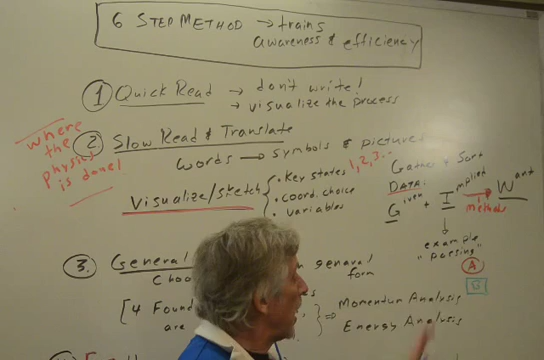 6 STEP METHOD → trains
awareness & efficiency
1 Quick Read → don't write!
→ visualize the process
where
the
physics
is done!
2. Slow Read & Translate
words → symbols & pictures
1, 2, 3..
Visualize/Sketch
• Key states
• coord. choice
• variables
Gather & Sort
DATA:
Given + Implied → Want
method
example
"parsing"
A
G
3. General
general
form
[4 Found
are
⇒ Momentum Analysis
Energy Analysis